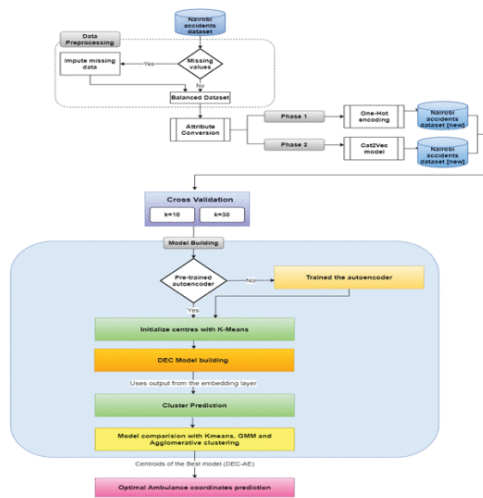 Nairobi
accidents
dataset
Data
Preprocessing
Impute missing
data
Yes
Missing
values
No
Balanced Dataset
Attribute
Conversion
Phase 1
One-Hot
encoding
Nairobi
accidents
dataset [new]
Phase 2
Cat2Vec
model
Nairobi
accidents
dataset [new]
Cross Validation
k=10
k=30
Model Building
Pre-trained
autoencoder
No
Trained the autoencoder
Yes
Initialize centres with K-Means
DEC Model building
Uses output from the embedding layer
Cluster Prediction
Model comparision with Kmeans, GMM and
Agglomerative clustering
Centroids of the Best model (DEC-AE)
Optimal Ambulance coordinates prediction